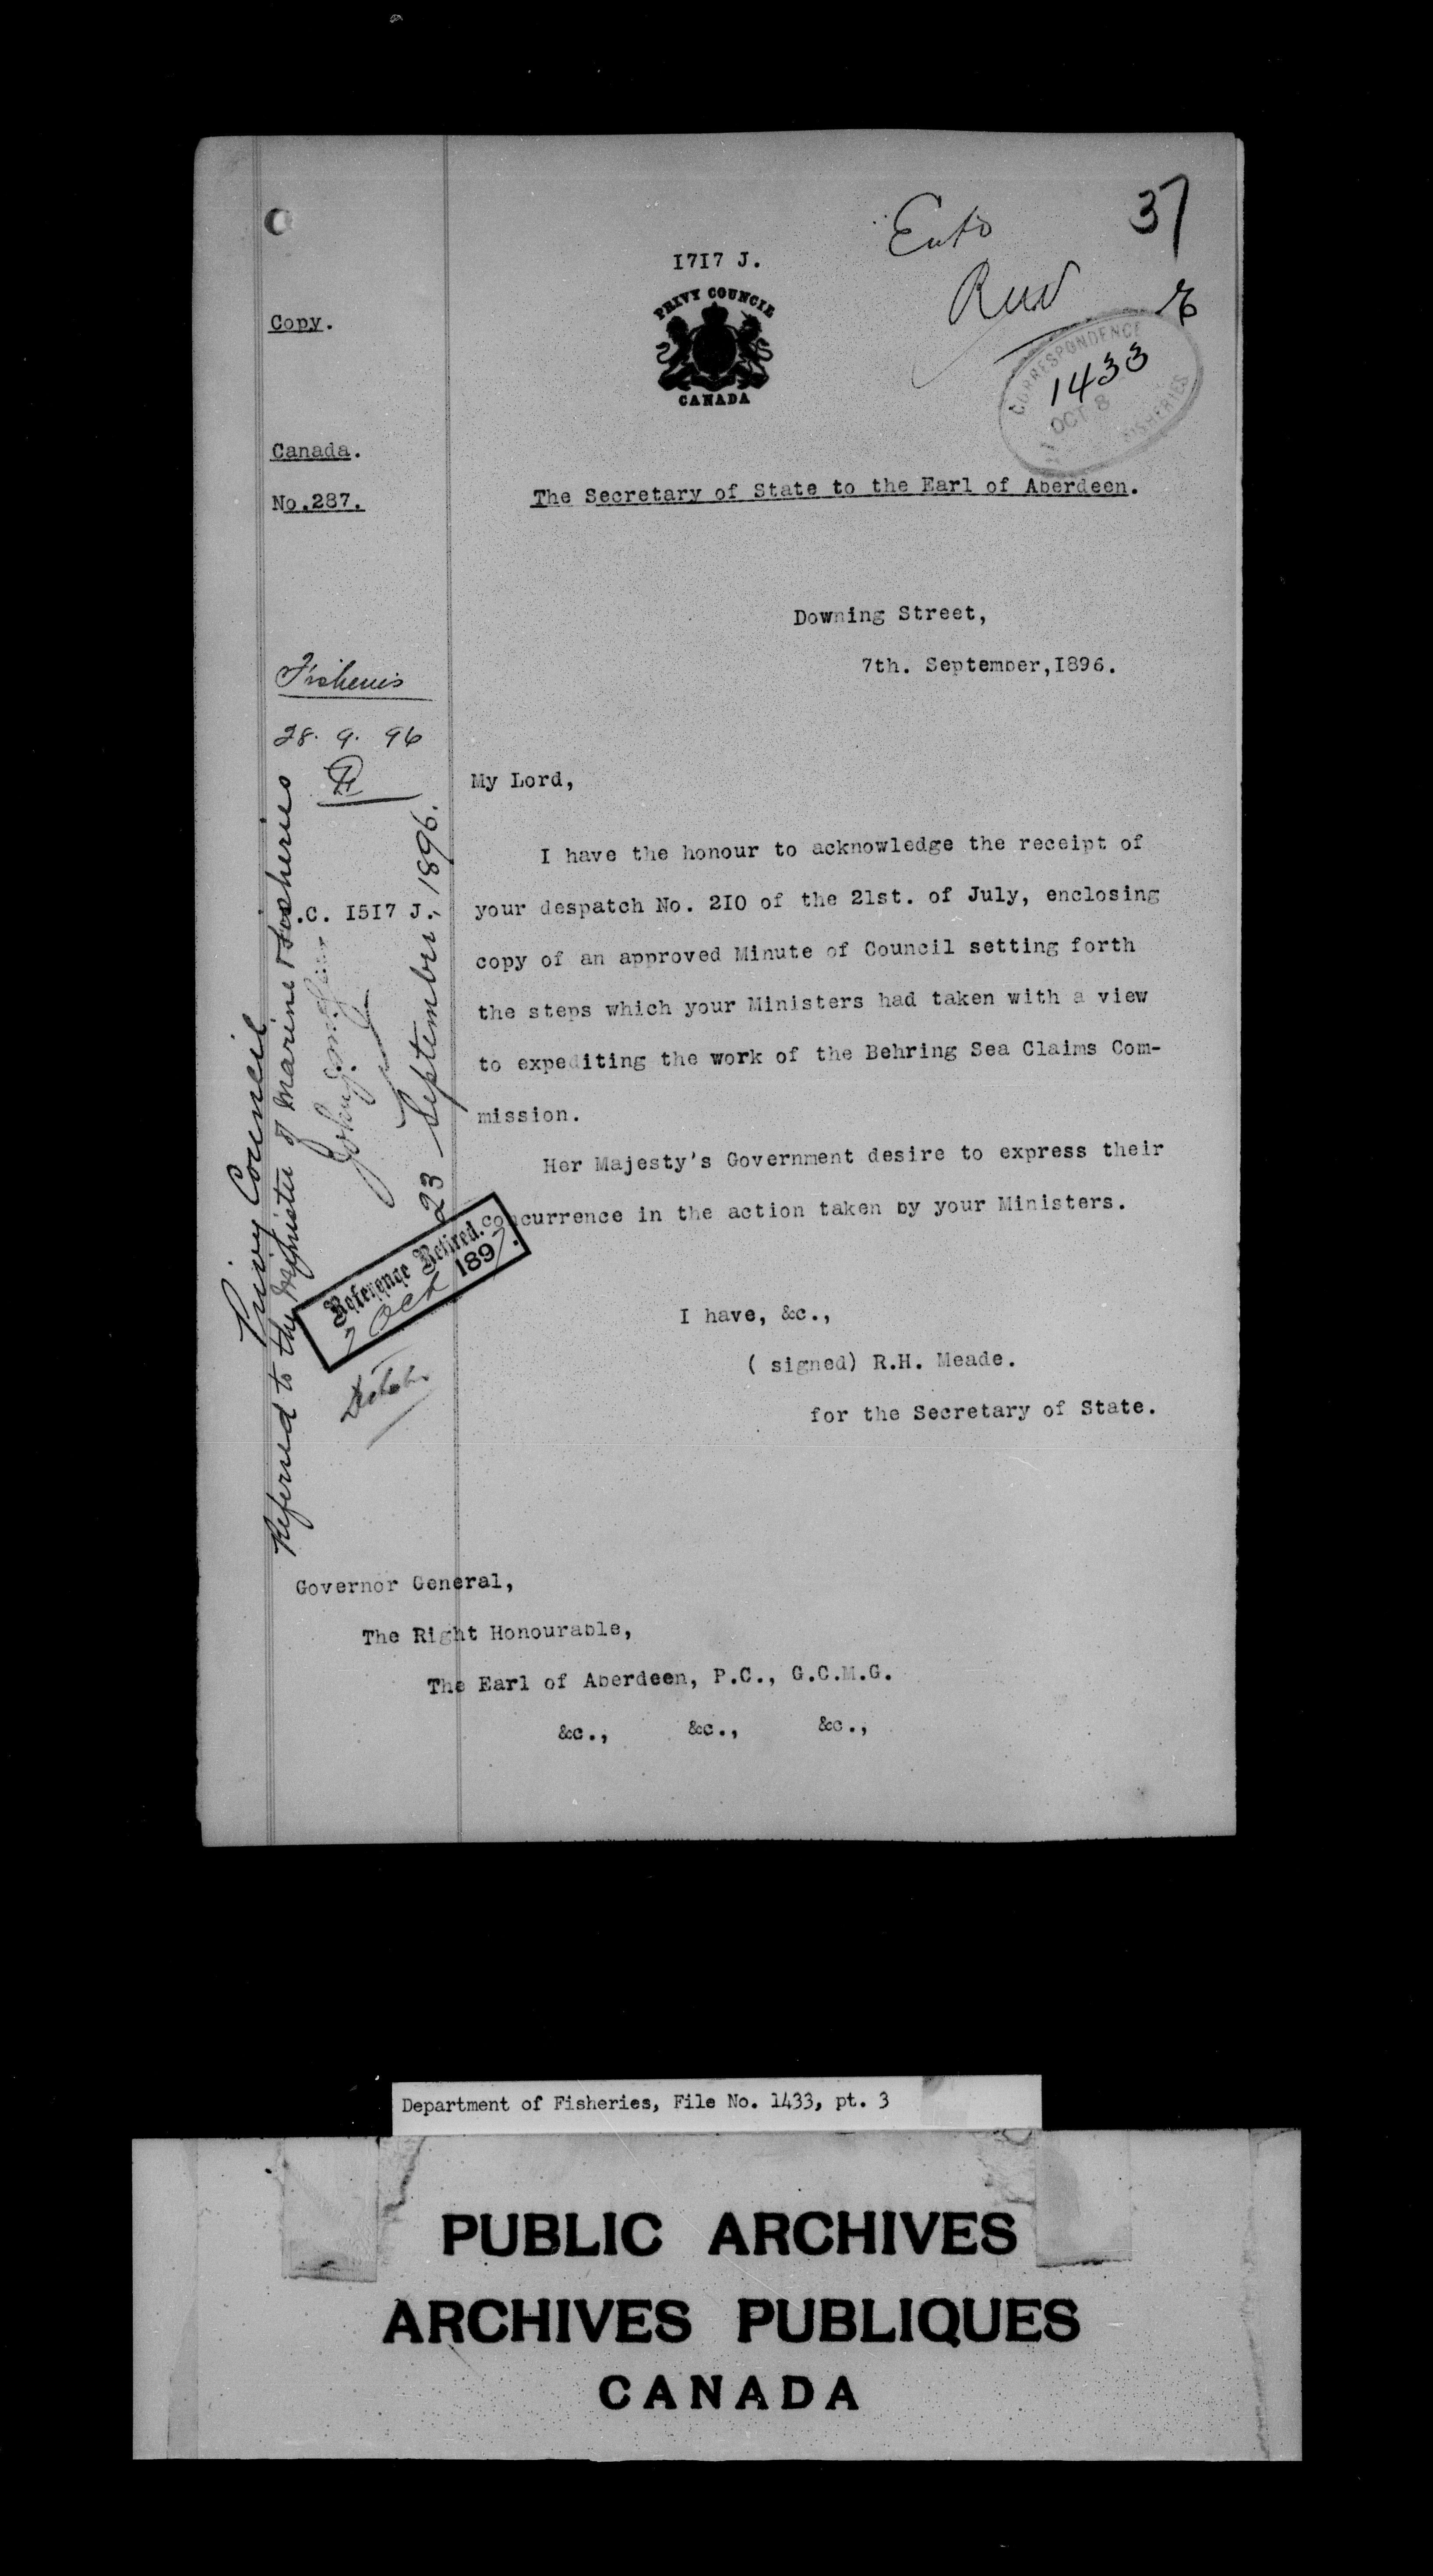 37
1717 J.
PRIVY COUNCIL
CANADA
Copy.
CORRESPONDENCE
1433
OCT 8
FISHERIES
Canada.
No.287.
The Secretary of State to the Earl of Aberdeen.
Downing Street,
7th. September,1896.
Fisheries
28. 9. 96
My Lord,
I have the honour to acknowledge the receipt of
your despatch No. 210 of the 21st. of July, enclosing
copy of an approved Minute of Council setting forth
the steps which your Ministers had taken with a view
to expediting the work of the Behring Sea Claims Com-
mission.
Her Majesty's Government desire to express their
concurrence in the action taken by your Ministers.
.C. 1517 J.
Privy Council
Referred to the Minister of Marine & Fisheries
23 September, 1896.
Reference Retired.
7 Oct 1897.
I have, &c.,
( signed) R.H. Meade.
for the Secretary of State.
Governor General,
The Right Honourable,
The Earl of Aberdeen, P.C., G.C.M.G.
&c., &c., &c.,
Department of Fisheries, File No. 1433, pt. 3
PUBLIC ARCHIVES
ARCHIVES PUBLIQUES
CANADA